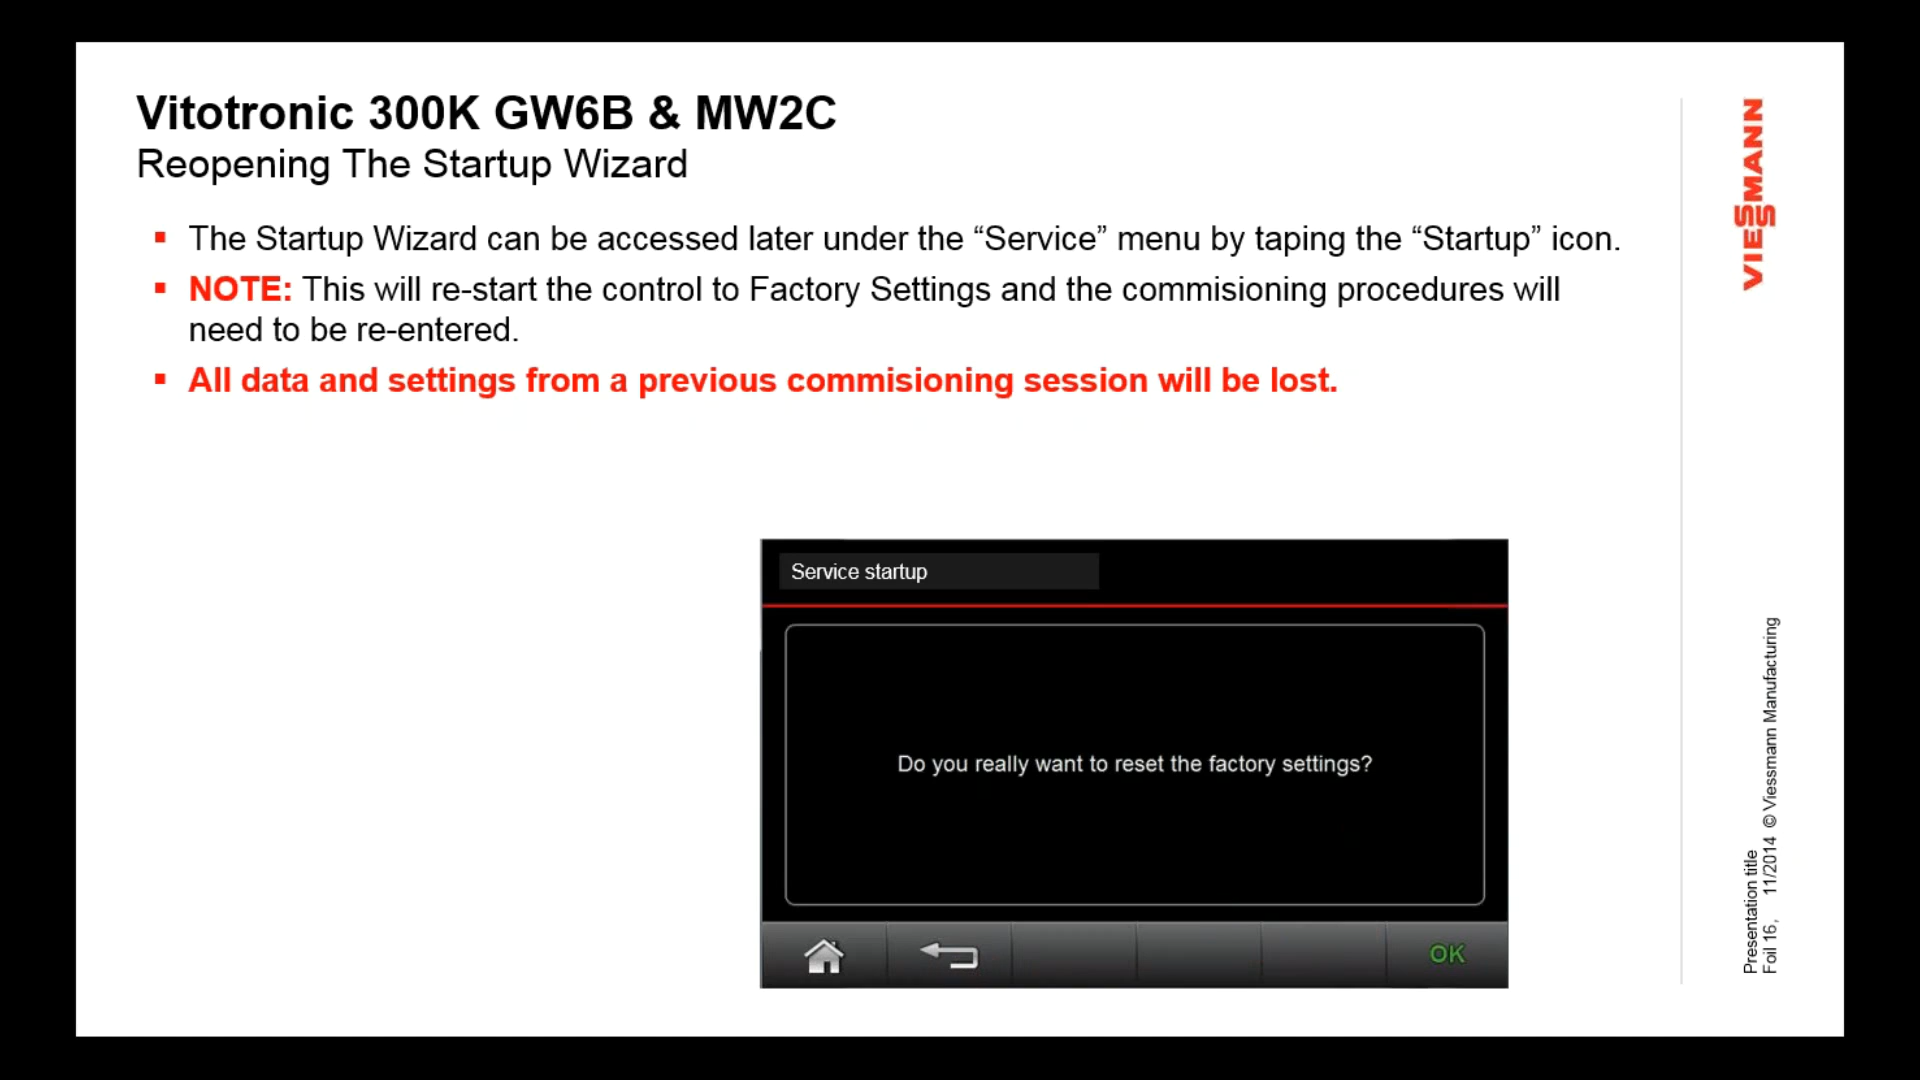 Vitotronic 300K GW6B & MW2C
Reopening The Startup Wizard
The Startup Wizard can be accessed later under the “Service” menu by taping the “Startup” icon.
NOTE: This will re-start the control to Factory Settings and the commisioning procedures will
need to be re-entered.
All data and settings from a previous commisioning session will be lost.
Service startup
Do you really want to reset the factory settings?
OK
VIESSMANN
Presentation title
Foil 16, 11/2014 © Viessmann Manufacturing